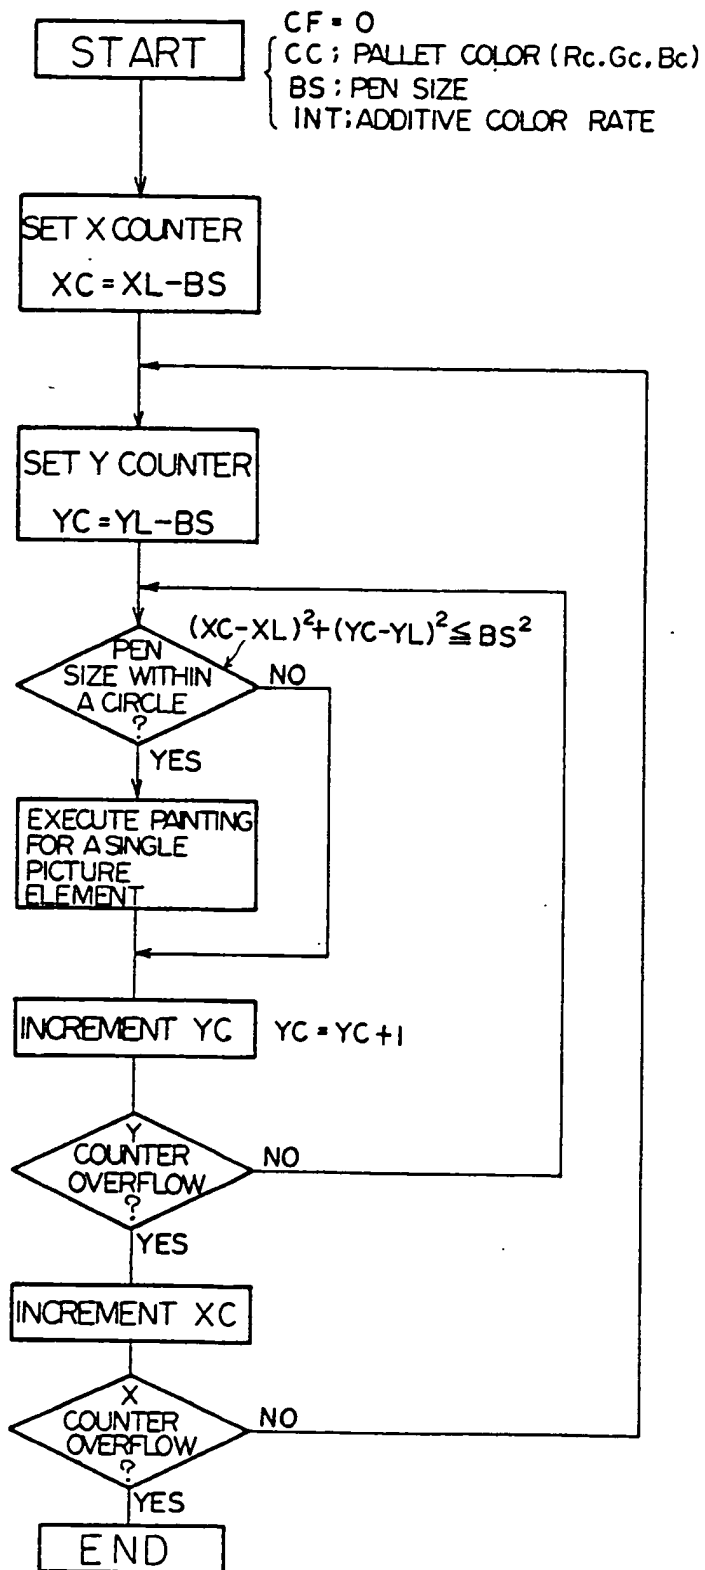 START
CF = 0
CC ; PALLET COLOR (Rc.Gc.Bc)
BS : PEN SIZE
INT ; ADDITIVE COLOR RATE
SET X COUNTER
XC = XL-BS
SET Y COUNTER
YC = YL-BS
(XC-XL)²+(YC-YL)² ≦ BS²
PEN
SIZE WITHIN
A CIRCLE
?
NO
YES
EXECUTE PAINTING
FOR A SINGLE
PICTURE
ELEMENT
INCREMENT YC
YC = YC +1
Y
COUNTER
OVERFLOW
?
NO
YES
INCREMENT XC
X
COUNTER
OVERFLOW
?
NO
YES
END